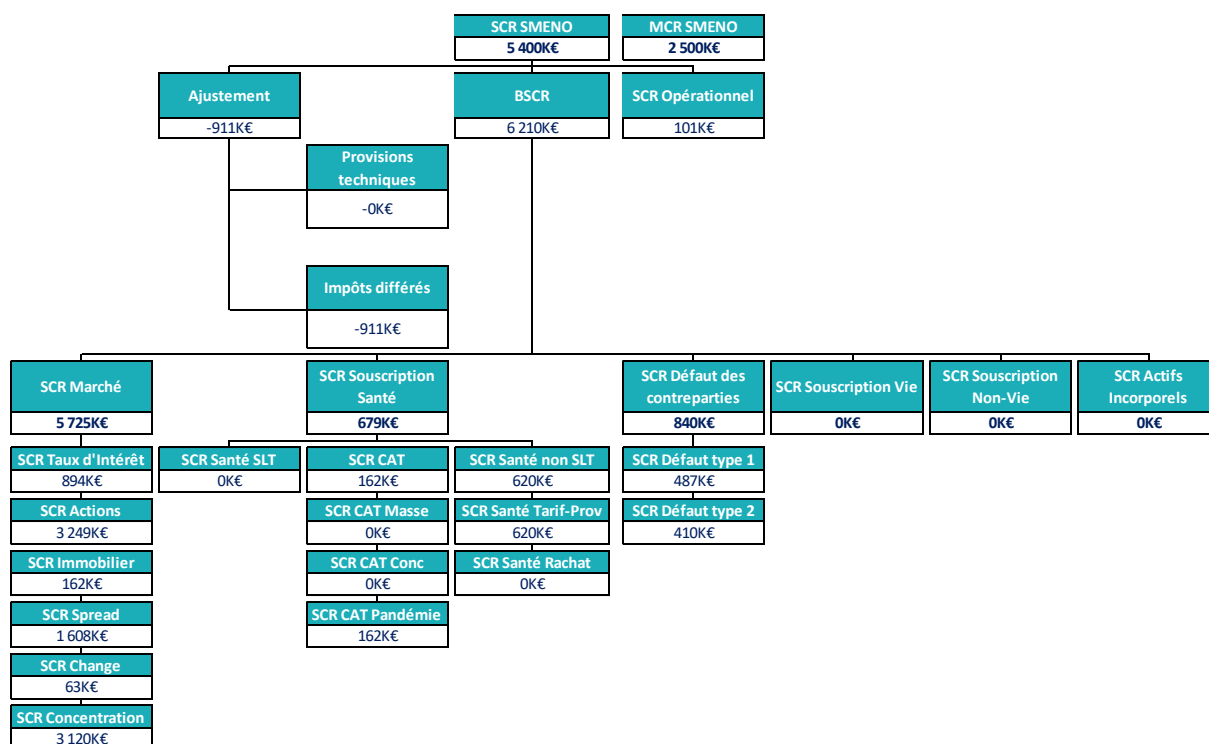 SCR SMENO
5 400K€
MCR SMENO
2 500K€
Ajustement
-911K€
BSCR
6 210K€
SCR Opérationnel
101K€
Provisions
techniques
-0K€
Impôts différés
-911K€
SCR Marché
5 725K€
SCR Souscription
Santé
679K€
SCR Défaut des
contreparties
840K€
SCR Souscription Vie
0K€
SCR Souscription
Non-Vie
0K€
SCR Actifs
Incorporels
0K€
SCR Taux d'Intérêt
894K€
SCR Actions
3 249K€
SCR Immobilier
162K€
SCR Spread
1 608K€
SCR Change
63K€
SCR Concentration
3 120K€
SCR Santé SLT
0K€
SCR CAT
162K€
SCR CAT Masse
0K€
SCR CAT Conc
0K€
SCR CAT Pandémie
162K€
SCR Santé non SLT
620K€
SCR Santé Tarif-Prov
620K€
SCR Santé Rachat
0K€
SCR Défaut type 1
487K€
SCR Défaut type 2
410K€